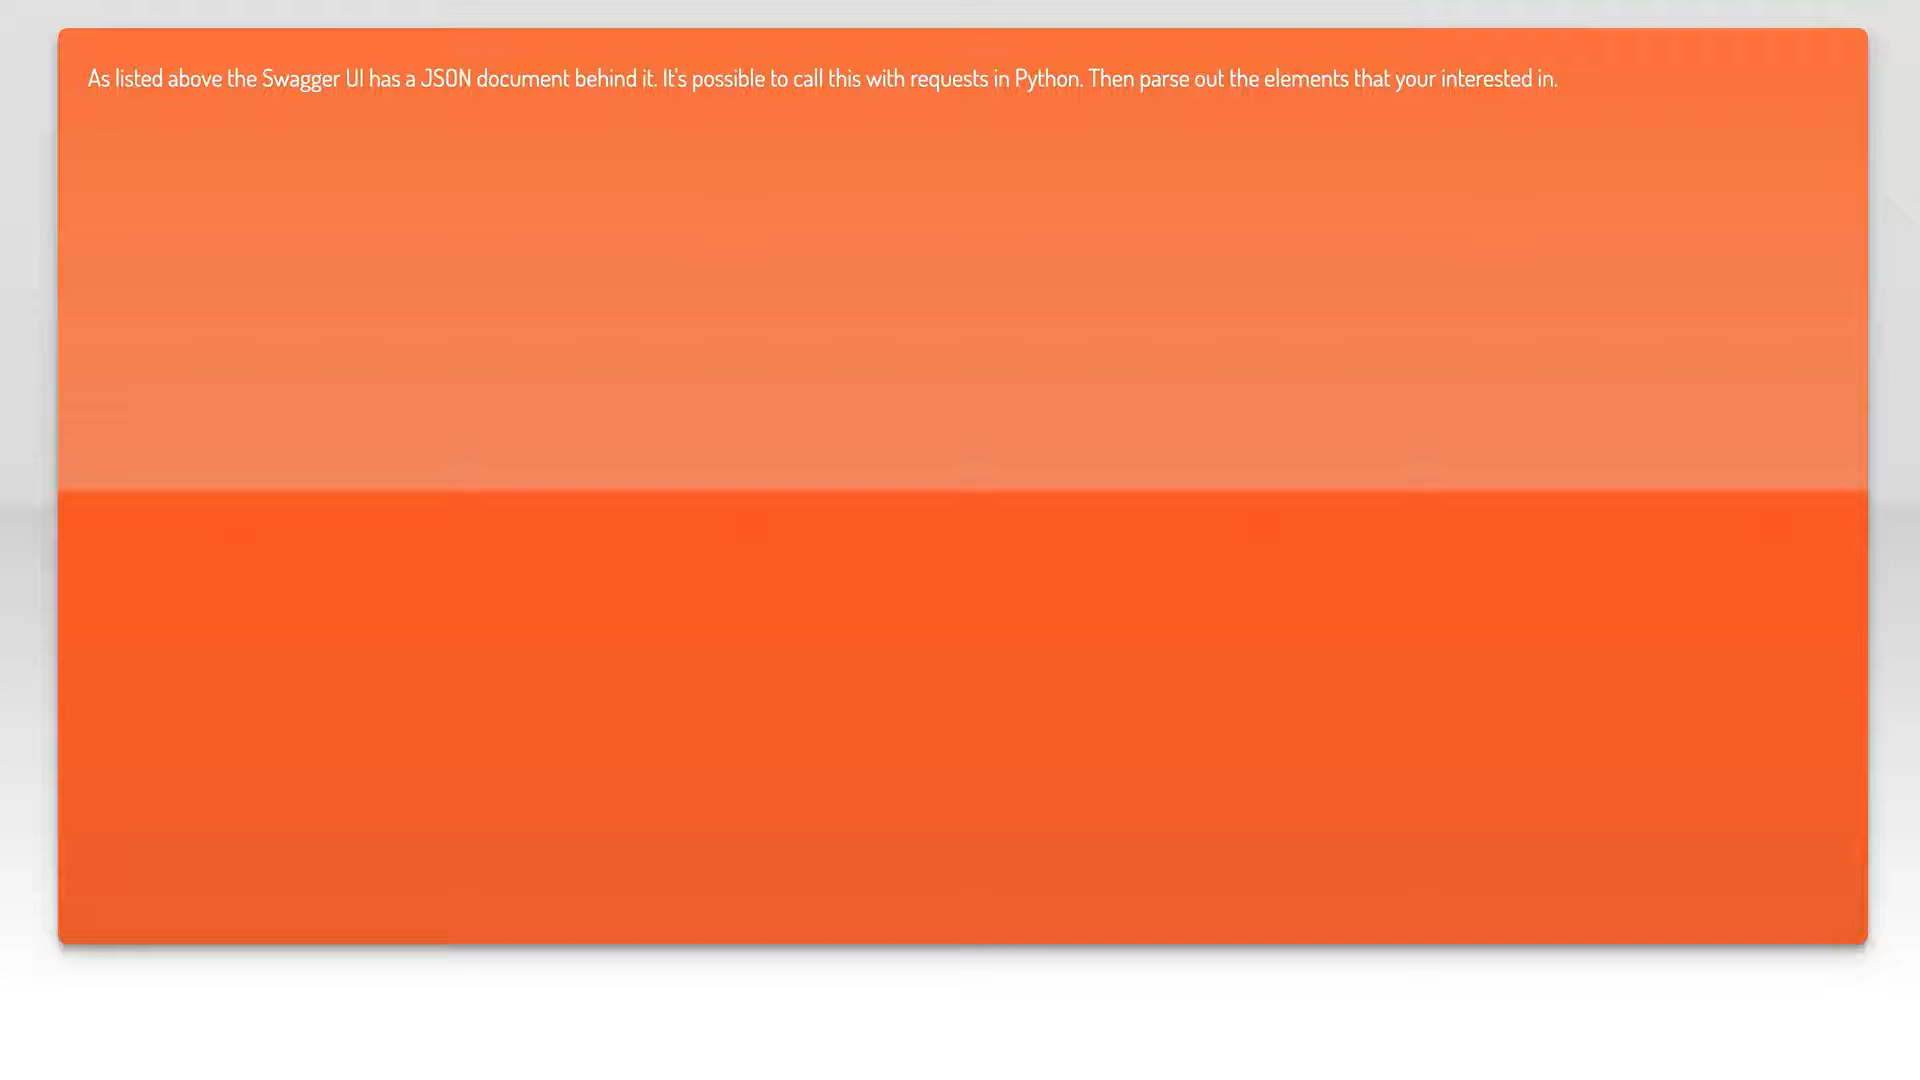 As listed above the Swagger UI has a JSON document behind it. It's possible to call this with requests in Python. Then parse out the elements that your interested in.